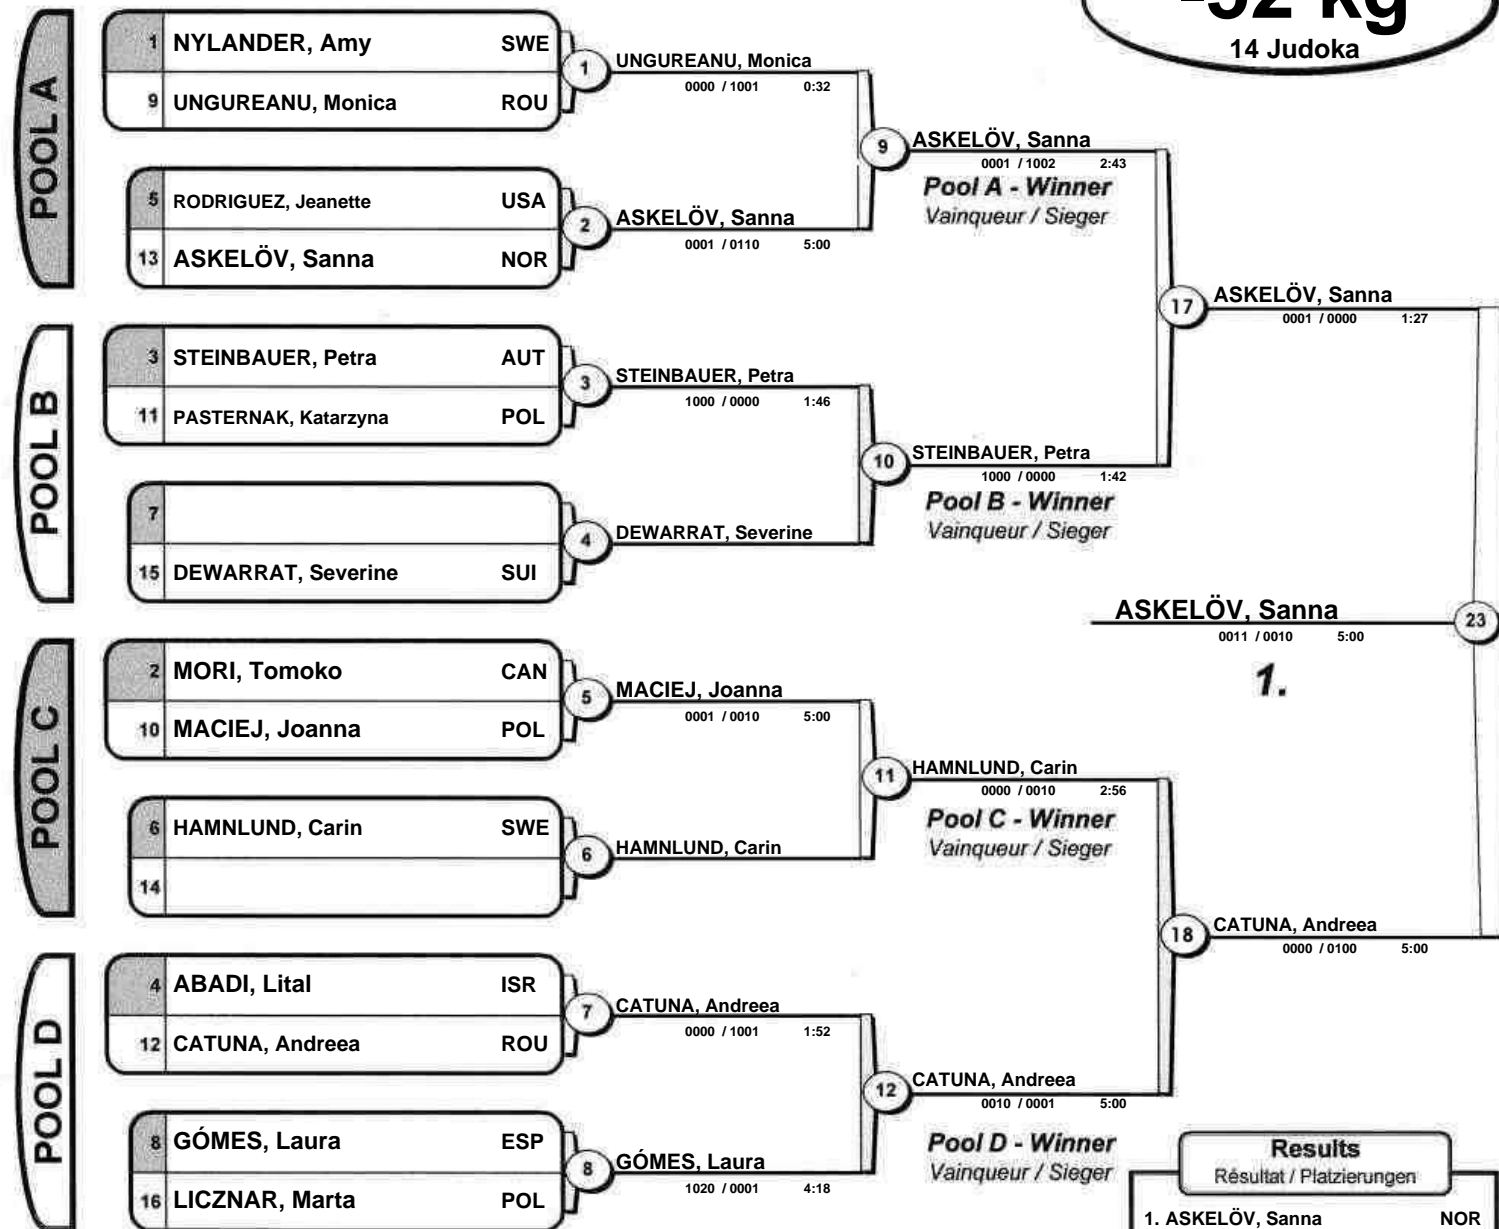 -52 kg
14 Judoka
POOL A
1 NYLANDER, Amy SWE
9 UNGUREANU, Monica ROU
1
UNGUREANU, Monica
0000 / 1001 0:32
5 RODRIGUEZ, Jeanette USA
13 ASKELÖV, Sanna NOR
2
ASKELÖV, Sanna
0001 / 0110 5:00
9
ASKELÖV, Sanna
0001 / 1002 2:43
Pool A - Winner
Vainqueur / Sieger
POOL B
3 STEINBAUER, Petra AUT
11 PASTERNAK, Katarzyna POL
3
STEINBAUER, Petra
1000 / 0000 1:46
7
15 DEWARRAT, Severine SUI
4
DEWARRAT, Severine
10
STEINBAUER, Petra
1000 / 0000 1:42
Pool B - Winner
Vainqueur / Sieger
17
ASKELÖV, Sanna
0001 / 0000 1:27
ASKELÖV, Sanna
23
0011 / 0010 5:00
1.
POOL C
2 MORI, Tomoko CAN
10 MACIEJ, Joanna POL
5
MACIEJ, Joanna
0001 / 0010 5:00
6 HAMNLUND, Carin SWE
14
6
HAMNLUND, Carin
11
HAMNLUND, Carin
0000 / 0010 2:56
Pool C - Winner
Vainqueur / Sieger
POOL D
4 ABADI, Lital ISR
12 CATUNA, Andreea ROU
7
CATUNA, Andreea
0000 / 1001 1:52
8 GÓMES, Laura ESP
16 LICZNAR, Marta POL
8
GÓMES, Laura
1020 / 0001 4:18
12
CATUNA, Andreea
0010 / 0001 5:00
Pool D - Winner
Vainqueur / Sieger
18
CATUNA, Andreea
0000 / 0100 5:00
Results
Résultat / Platzierungen
1. ASKELÖV, Sanna NOR